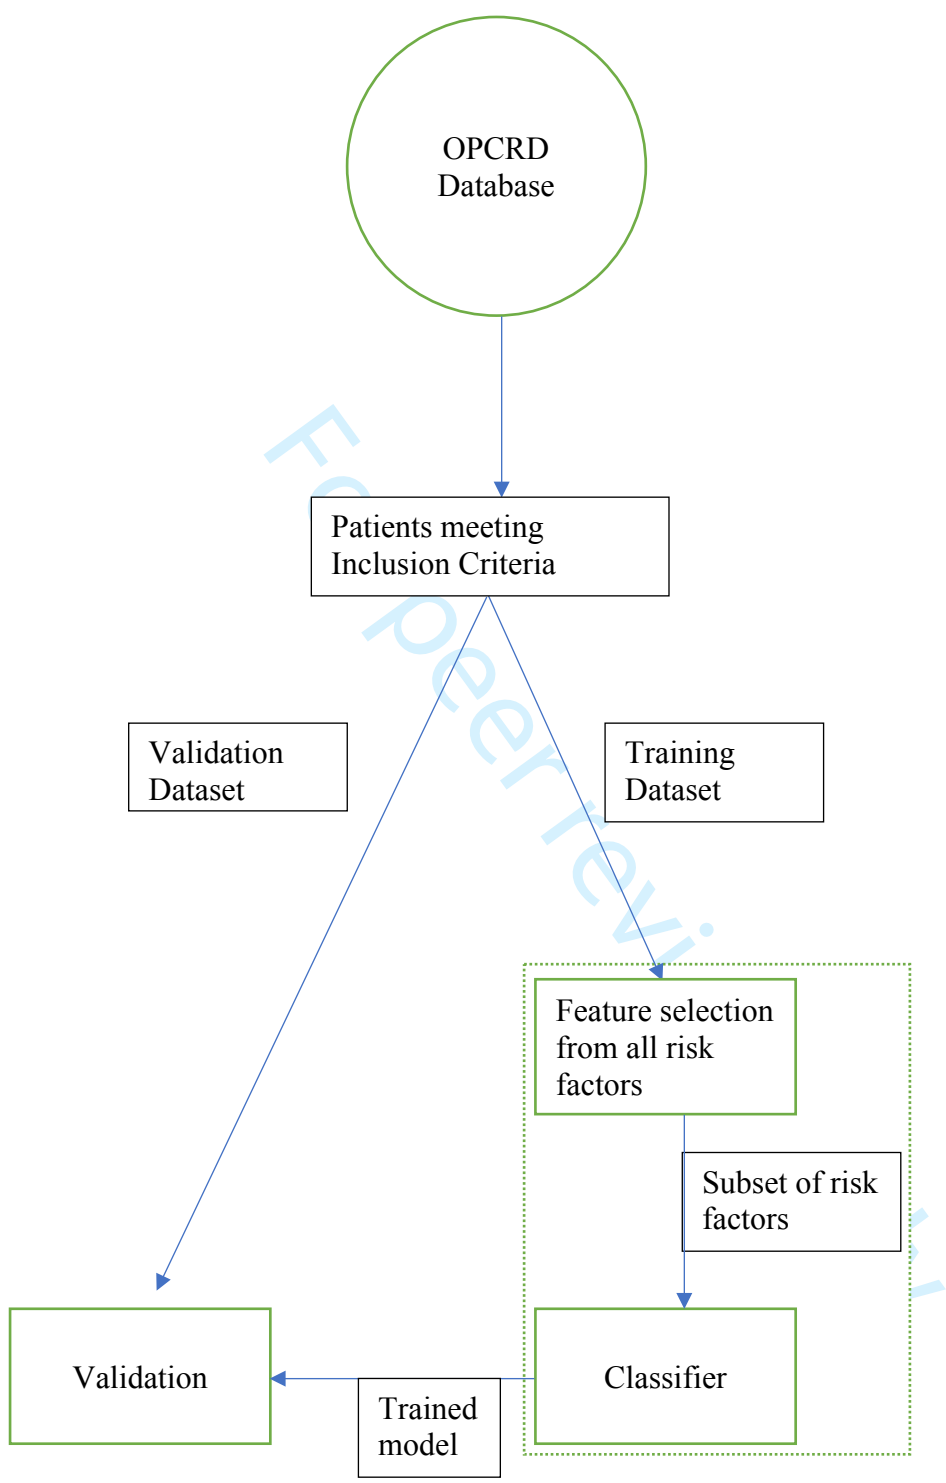 OPCRD
Database
Patients meeting
Inclusion Criteria
Validation
Dataset
Training
Dataset
Feature selection
from all risk
factors
Subset of risk
factors
Validation
Classifier
Trained
model